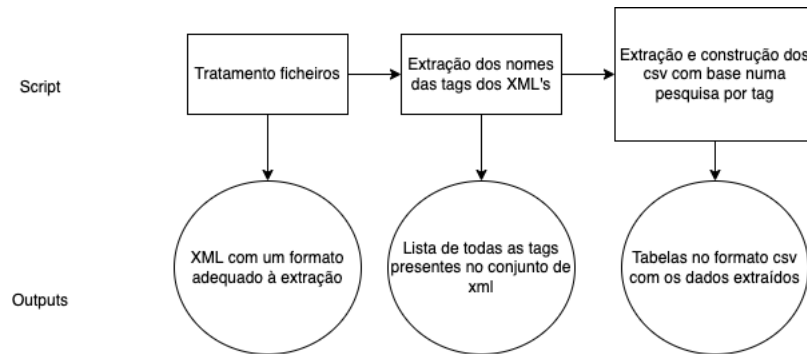 Script
Tratamento ficheiros
Extração dos nomes
das tags dos XML's
Extração e construção dos
csv com base numa
pesquisa por tag
Outputs
XML com um formato
adequado à extração
Lista de todas as tags
presentes no conjunto de
xml
Tabelas no formato csv
com os dados extraídos